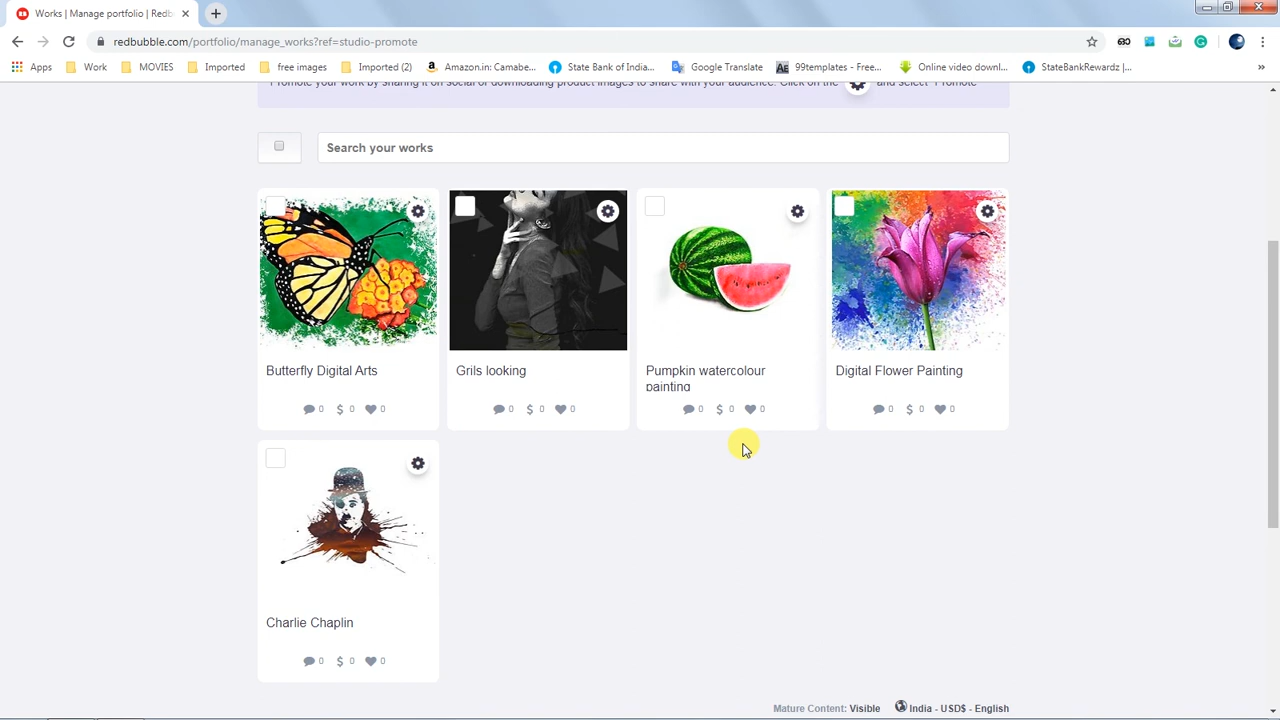 Works | Manage portfolio | Redb
redbubble.com/portfolio/manage_works?ref=studio-promote
Apps Work MOVIES Imported free images Imported (2) Amazon.in: Camabe... State Bank of India... Google Translate AE 99templates - Free... Online video downl... StateBankRewardz |... »
Promote your work by sharing it on social or downloading product images to share with your audience. Click on the and select "Promote"
Search your works
Butterfly Digital Arts
0 $ 0 0
Grils looking
0 $ 0 0
Pumpkin watercolour
painting
0 $ 0 0
Digital Flower Painting
0 $ 0 0
Charlie Chaplin
0 $ 0 0
Mature Content: Visible India - USD$ - English